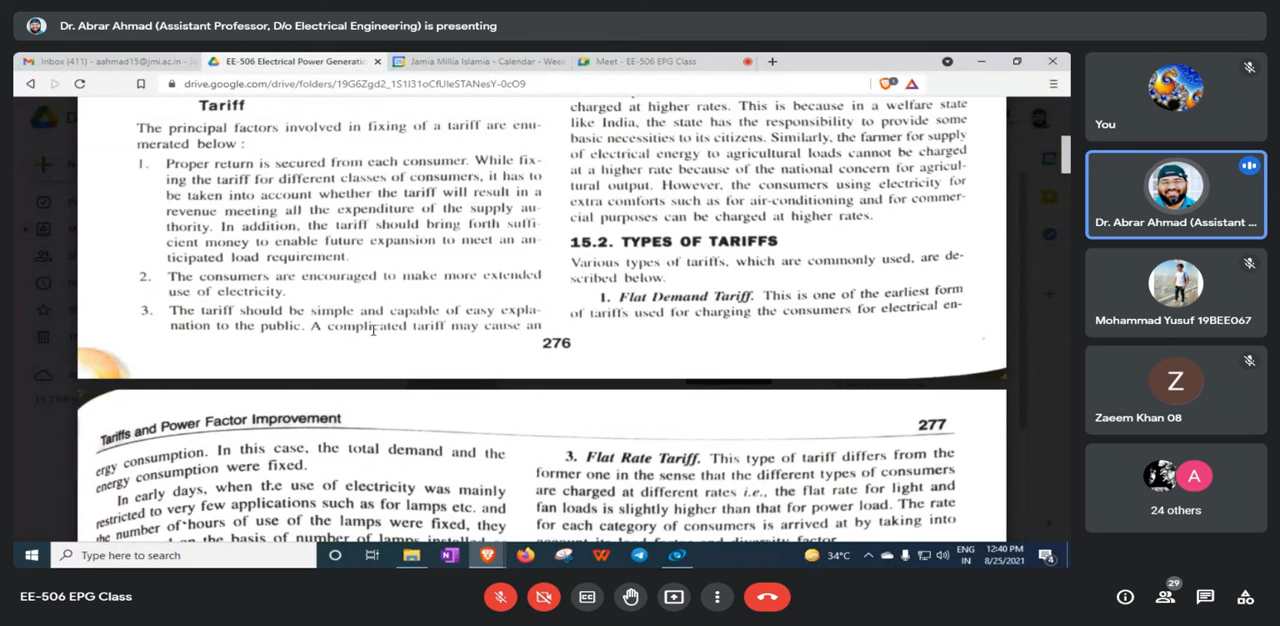 Dr. Abrar Ahmad (Assistant Professor, D/o Electrical Engineering) is presenting
Inbox (411) - aahmad15@jmi.ac.in -
EE-506 Electrical Power Generatio
Jamia Millia Islamia - Calendar - Week
Meet - EE-506 EPG Class
drive.google.com/drive/folders/
Tariff
The principal factors involved in fixing of a tariff are enu-
merated below :
1. Proper return is secured from each consumer. While fix-
ing the tariff for different classes of consumers, it has to
be taken into account whether the tariff will result in a
revenue meeting all the expenditure of the supply au-
thority. In addition, the tariff should bring forth suffi-
cient money to enable future expansion to meet an an-
ticipated load requirement.
2. The consumers are encouraged to make more extended
use of electricity.
3. The tariff should be simple and capable of easy expla-
nation to the public. A complicated tariff may cause an
charged at higher rates. This is because in a welfare state
like India, the state has the responsibility to provide some
basic necessities to its citizens. Similarly, the farmer for supply
of electrical energy to agricultural loads cannot be charged
at a higher rate because of the national concern for agricul-
tural output. However, the consumers using electricity for
extra comforts such as for air-conditioning and for commer-
cial purposes can be charged at higher rates.
15.2. TYPES OF TARIFFS
Various types of tariffs, which are commonly used, are de-
scribed below.
1. Flat Demand Tariff. This is one of the earliest form
of tariffs used for charging the consumers for electrical en-
276
Tariffs and Power Factor Improvement
277
ergy consumption. In this case, the total demand and the
energy consumption were fixed.
In early days, when the use of electricity was mainly
restricted to very few applications such as for lamps etc. and
the number of hours of use of the lamps were fixed, they
on the basis of number of lamps installed
3. Flat Rate Tariff. This type of tariff differs from the
former one in the sense that the different types of consumers
are charged at different rates i.e., the flat rate for light and
fan loads is slightly higher than that for power load. The rate
for each category of consumers is arrived at by taking into
account its load factor and diversity factor.
Type here to search
34°C
ENG
IN
12:40 PM
8/25/2021
4
You
Dr. Abrar Ahmad (Assistant ...
Mohammad Yusuf 19BEE067
Z
Zaeem Khan 08
A
24 others
EE-506 EPG Class
29